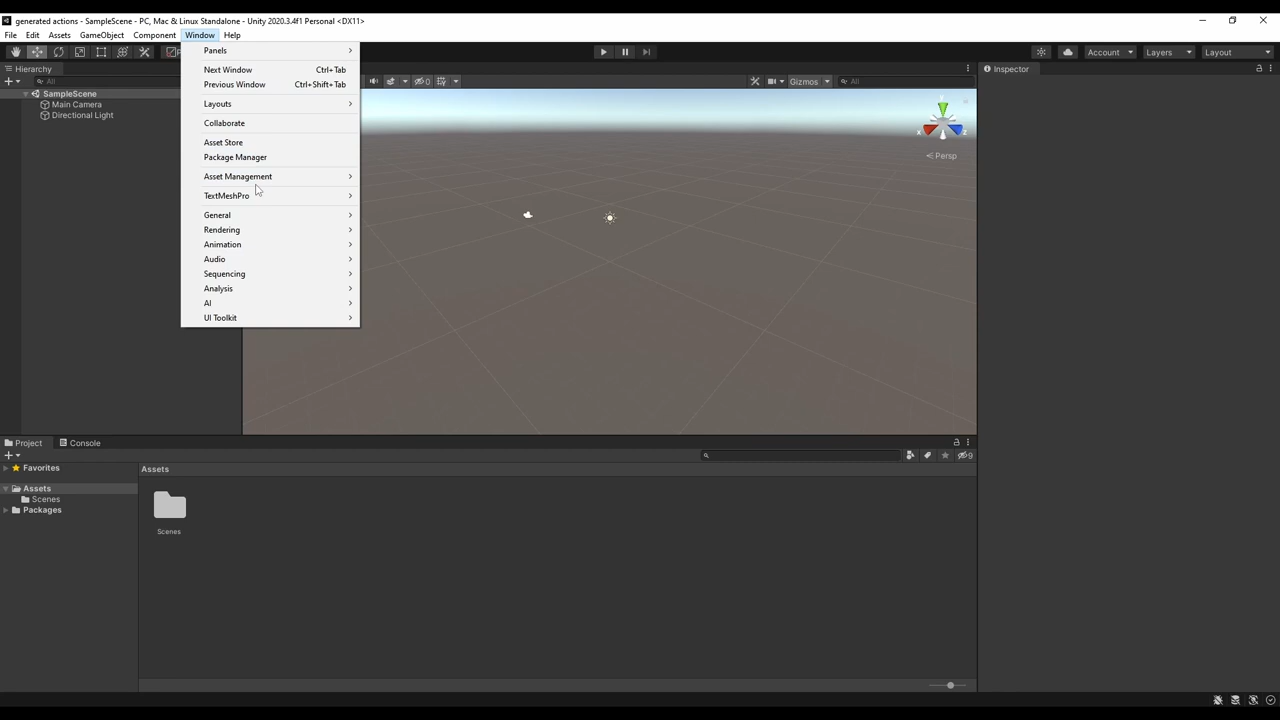 generated actions - SampleScene - PC, Mac & Linux Standalone - Unity 2020.3.4f1 Personal <DX11>
File Edit Assets GameObject Component Window Help
Account Layers Layout
Hierarchy
All
SampleScene
Main Camera
Directional Light
Panels
Next Window Ctrl+Tab
Previous Window Ctrl+Shift+Tab
Layouts
Collaborate
Asset Store
Package Manager
Asset Management
TextMeshPro
General
Rendering
Animation
Audio
Sequencing
Analysis
AI
UI Toolkit
0 Gizmos All
y
x z
Persp
Inspector
Project Console
9
Favorites
Assets
Scenes
Packages
Assets
Scenes